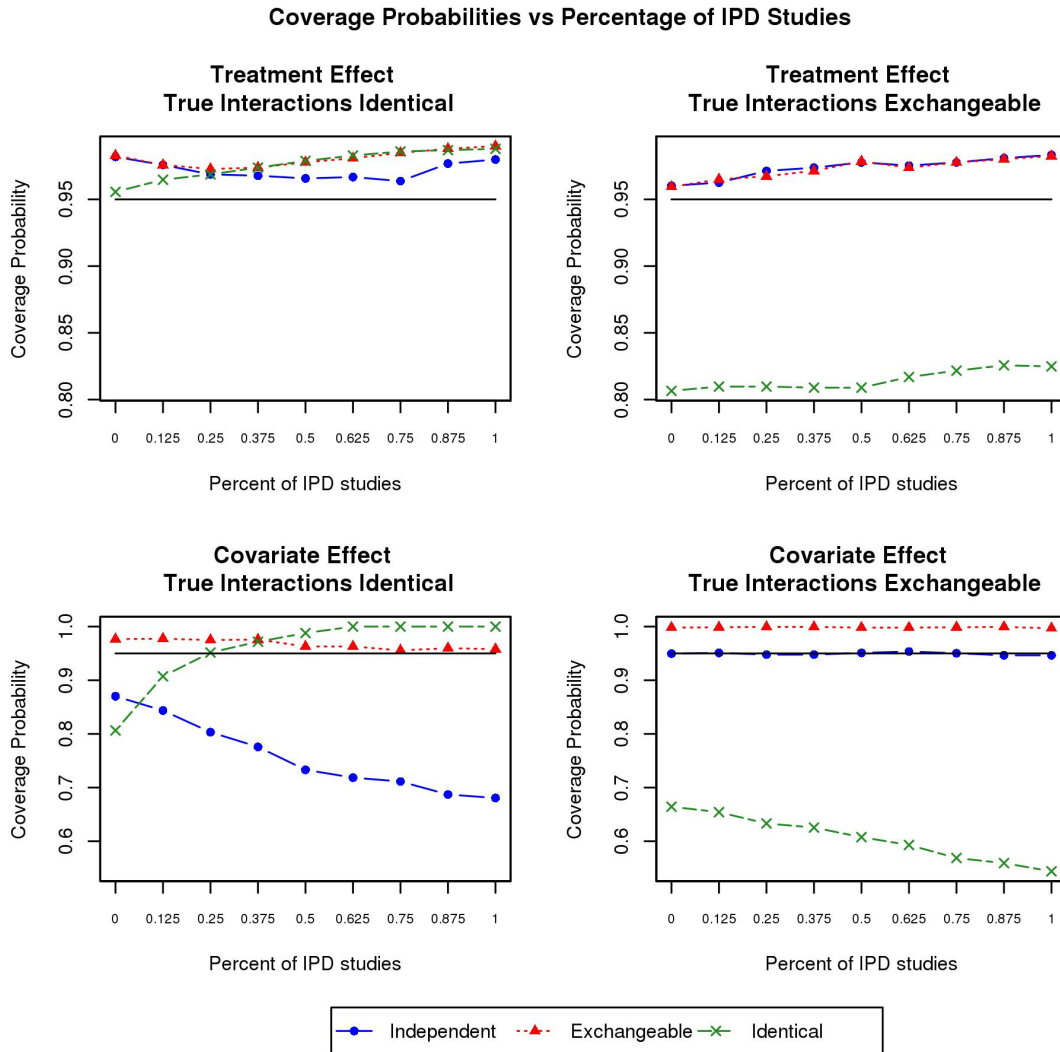 Coverage Probabilities vs Percentage of IPD Studies
Treatment Effect
True Interactions Identical
Coverage Probability
0.95
0.90
0.85
0.80
0 0.125 0.25 0.375 0.5 0.625 0.75 0.875 1
Percent of IPD studies
Treatment Effect
True Interactions Exchangeable
Coverage Probability
0.95
0.90
0.85
0.80
0 0.125 0.25 0.375 0.5 0.625 0.75 0.875 1
Percent of IPD studies
Covariate Effect
True Interactions Identical
Coverage Probability
1.0
0.9
0.8
0.7
0.6
0 0.125 0.25 0.375 0.5 0.625 0.75 0.875 1
Percent of IPD studies
Covariate Effect
True Interactions Exchangeable
Coverage Probability
1.0
0.9
0.8
0.7
0.6
0 0.125 0.25 0.375 0.5 0.625 0.75 0.875 1
Percent of IPD studies
Independent Exchangeable Identical